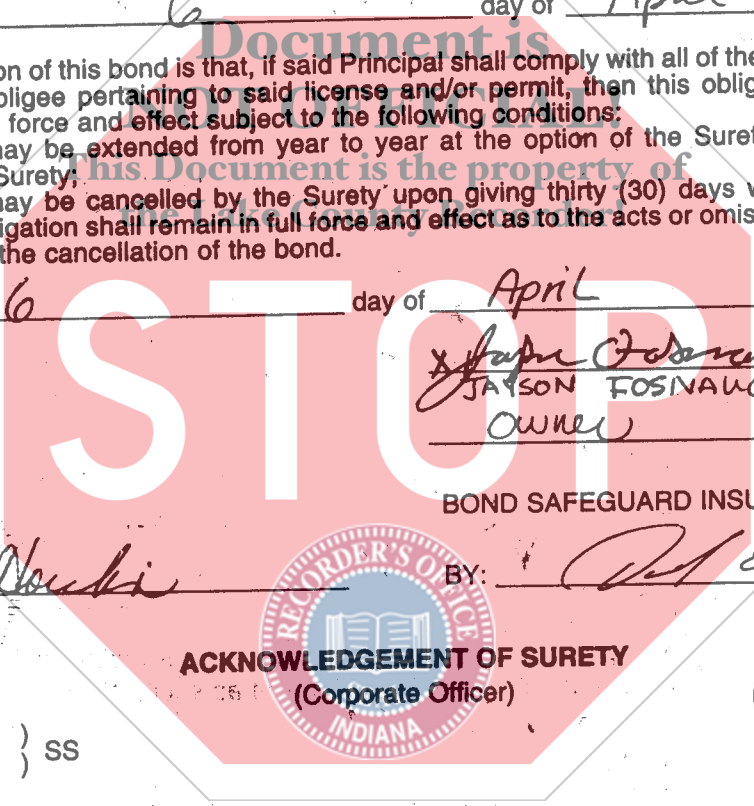 6 day of April
Document is
on of this bond is that, if said Principal shall comply with all of the
bligee pertaining to said license and/or permit, then this oblig
NOT OFFICIAL!
force and effect subject to the following conditions:
may be extended from year to year at the option of the Suret
This Document is the property of
Surety;
may be cancelled by the Surety upon giving thirty (30) days v
the Lake County Recorder!
igation shall remain in full force and effect as to the acts or omis
the cancellation of the bond.
6 day of April
STOP
X
JAYSON
Owner
BOND SAFEGUARD INSU
BY:
RECORDER'S OFFICE
ACKNOWLEDGEMENT OF SURETY
(Corporate Officer)
INDIANA
) SS
)